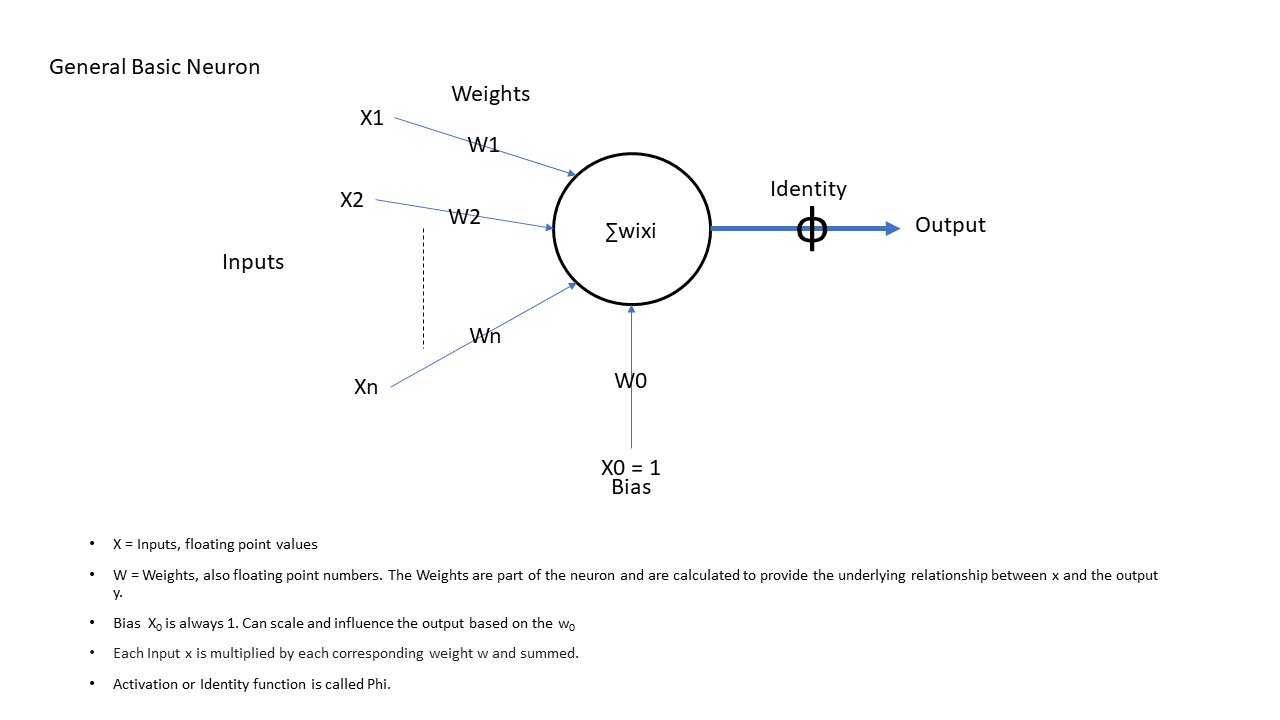 General Basic Neuron
Weights
X1
W1
X2
W2
Inputs
Wn
Xn
∑wixi
Identity
ф
Output
W0
X0 = 1
Bias
• X = Inputs, floating point values
• W = Weights, also floating point numbers. The Weights are part of the neuron and are calculated to provide the underlying relationship between x and the output
y.
• Bias X₀ is always 1. Can scale and influence the output based on the w₀
• Each Input x is multiplied by each corresponding weight w and summed.
• Activation or Identity function is called Phi.